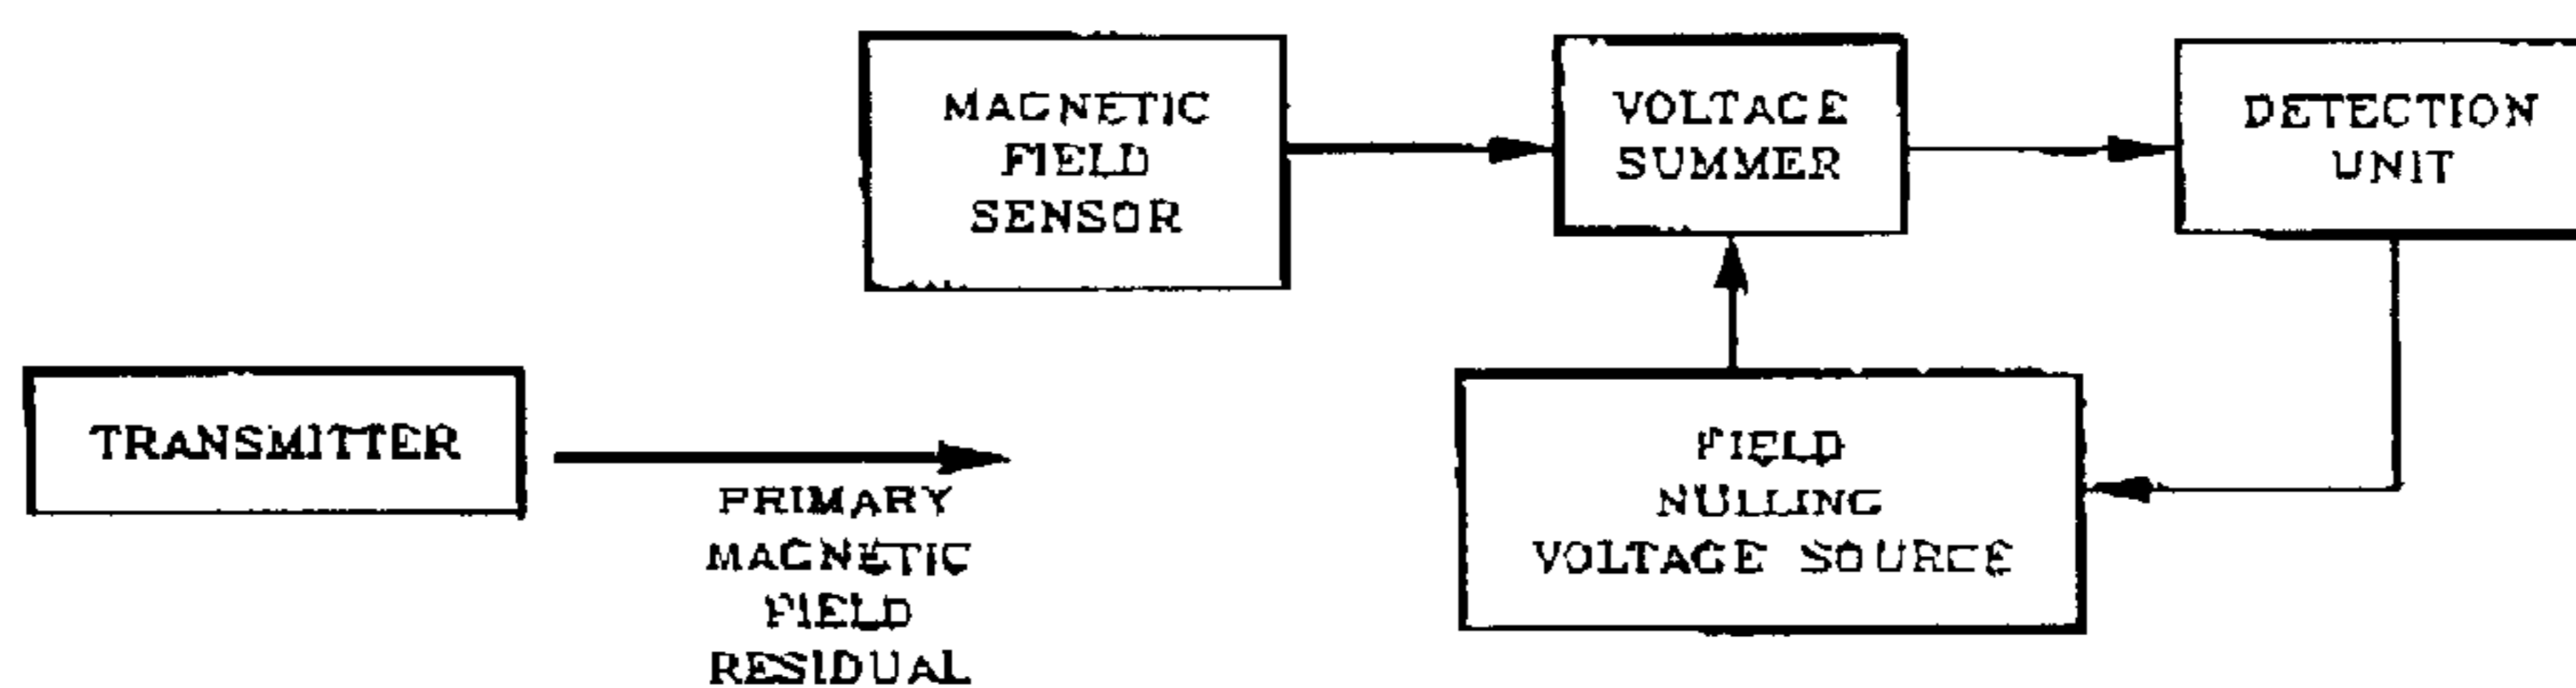 MAGNETIC
FIELD
SENSOR
VOLTAGE
SUMMER
DETECTION
UNIT
TRANSMITTER
PRIMARY
MAGNETIC
FIELD
RESIDUAL
FIELD
NULLING
VOLTAGE SOURCE